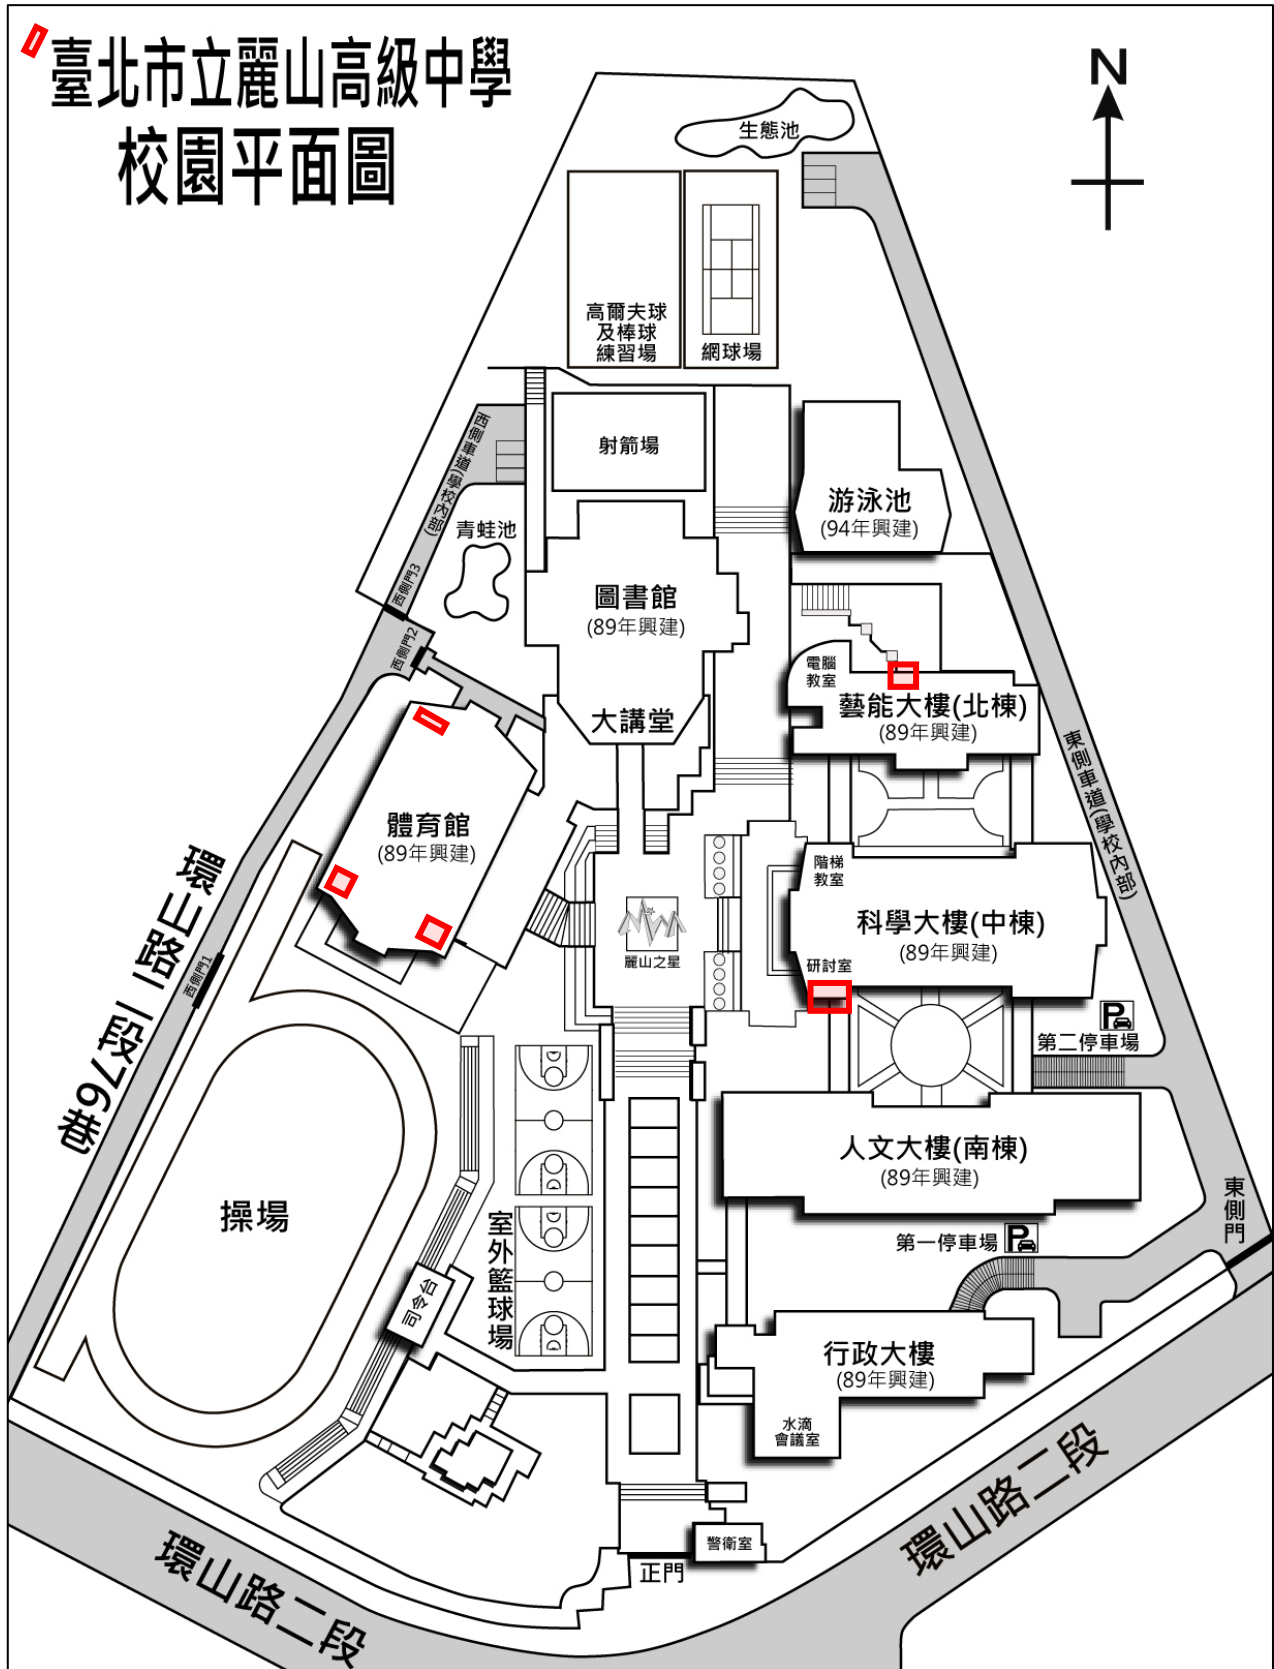 臺北市立麗山高級中學
校園平面圖
N
生態池
高爾夫球
及棒球
練習場
網球場
射箭場
西側車道(學校內部)
游泳池
(94年興建)
青蛙池
圖書館
(89年興建)
西側門3
西側門2
電腦
教室
藝能大樓(北棟)
(89年興建)
大講堂
東側車道(學校內部)
體育館
(89年興建)
階梯
教室
科學大樓(中棟)
(89年興建)
環山路二段76巷
麗山之星
研討室
西側門1
P
第二停車場
人文大樓(南棟)
(89年興建)
操場
室外籃球場
東側門
第一停車場
P
司令台
行政大樓
(89年興建)
水滴
會議室
環山路二段
警衛室
正門
環山路二段